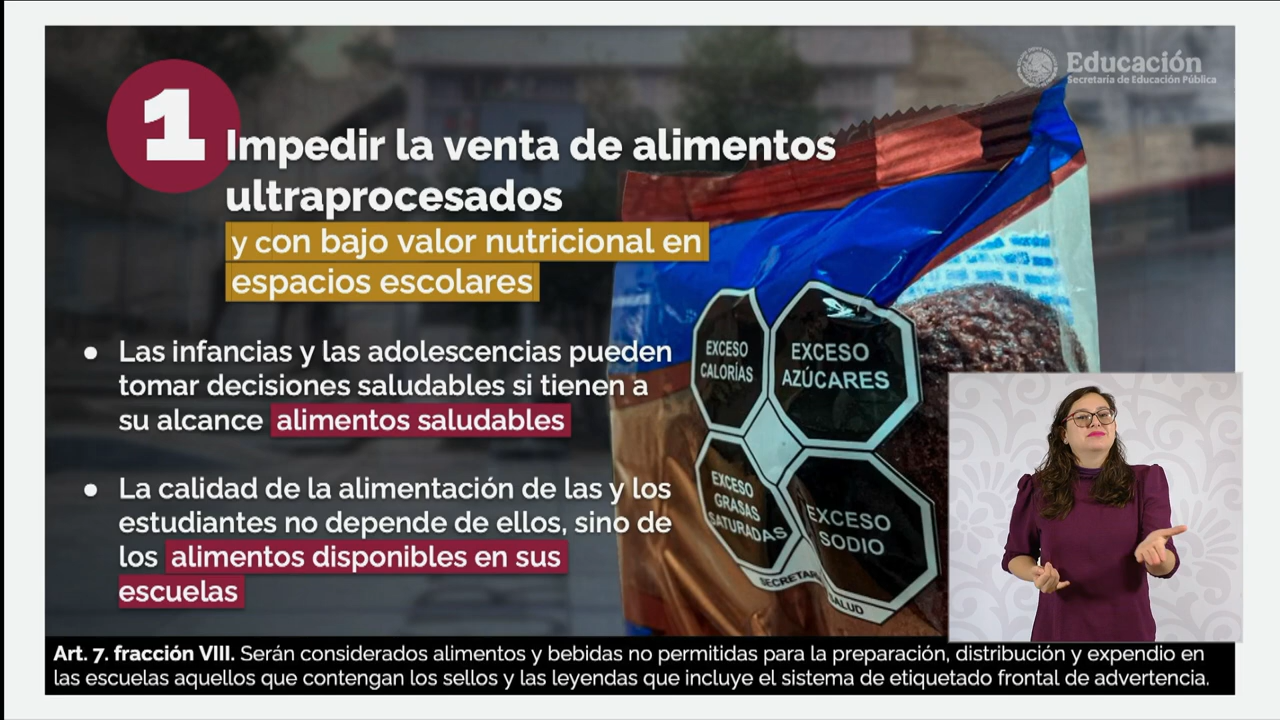 Educación
Secretaría de Educación Pública
1
Impedir la venta de alimentos
ultraprocesados
y con bajo valor nutricional en
espacios escolares
• Las infancias y las adolescencias pueden
tomar decisiones saludables si tienen a
su alcance alimentos saludables
• La calidad de la alimentación de las y los
estudiantes no depende de ellos, sino de
los alimentos disponibles en sus
escuelas
EXCESO
CALORÍAS
EXCESO
AZÚCARES
EXCESO
GRASAS
SATURADAS
EXCESO
SODIO
SALUD
Art. 7. fracción VIII. Serán considerados alimentos y bebidas no permitidas para la preparación, distribución y expendio en
las escuelas aquellos que contengan los sellos y las leyendas que incluye el sistema de etiquetado frontal de advertencia.